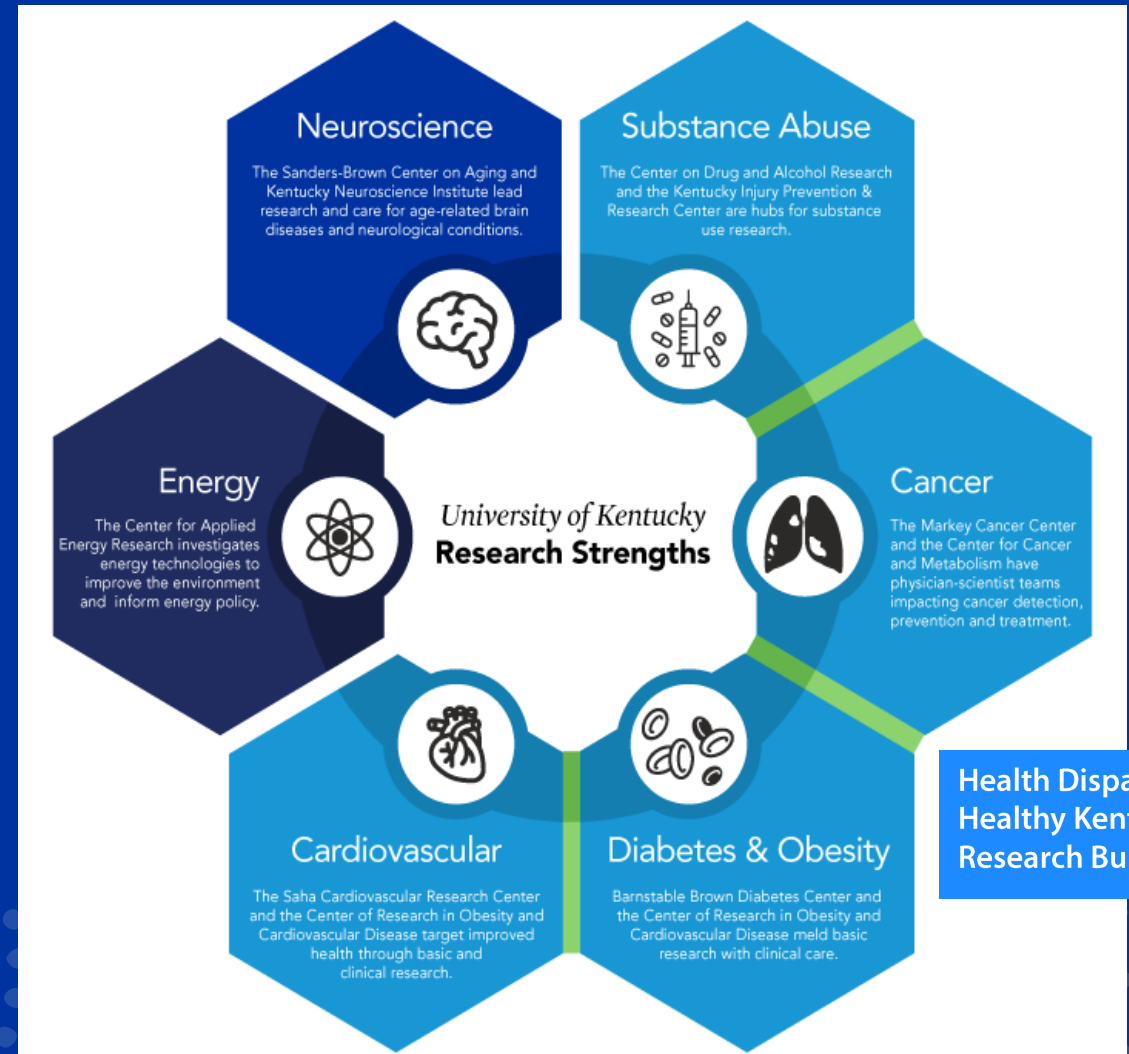 Neuroscience
The Sanders-Brown Center on Aging and
Kentucky Neuroscience Institute lead
research and care for age-related brain
diseases and neurological conditions.
Substance Abuse
The Center on Drug and Alcohol Research
and the Kentucky Injury Prevention &
Research Center are hubs for substance
use research.
Energy
The Center for Applied
Energy Research investigates
energy technologies to
improve the environment
and inform energy policy.
University of Kentucky
Research Strengths
Cancer
The Markey Cancer Center
and the Center for Cancer
and Metabolism have
physician-scientist teams
impacting cancer detection,
prevention and treatment.
Cardiovascular
The Saha Cardiovascular Research Center
and the Center of Research in Obesity and
Cardiovascular Disease target improved
health through basic and
clinical research.
Diabetes & Obesity
Barnstable Brown Diabetes Center and
the Center of Research in Obesity and
Cardiovascular Disease meld basic
research with clinical care.
Health
Healthy
Research